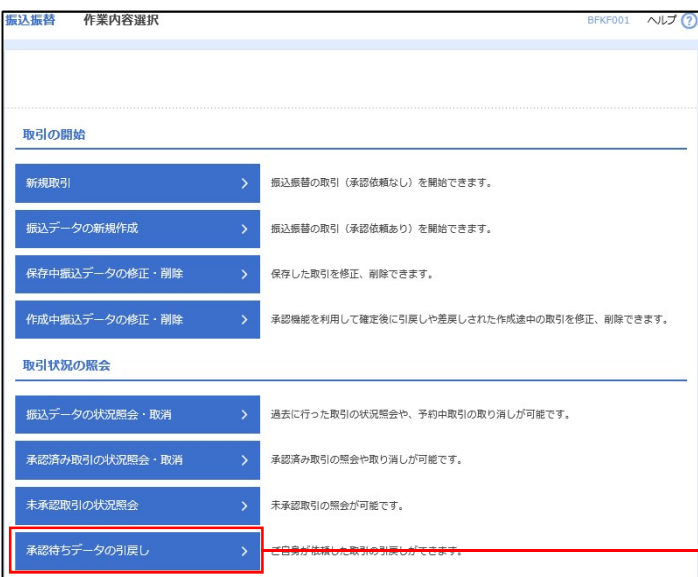 振込振替 作業内容選択 BFKF001 ヘルプ ?
取引の開始
新規取引 振込振替の取引（承認依頼なし）を開始できます。
振込データの新規作成 振込振替の取引（承認依頼あり）を開始できます。
保存中振込データの修正・削除 保存した取引を修正、削除できます。
作成中振込データの修正・削除 承認機能を利用して確定後に引戻しや差戻しされた作成途中の取引を修正、削除できます。
取引状況の照会
振込データの状況照会・取消 過去に行った取引の状況照会や、予約中取引の取り消しが可能です。
承認済み取引の状況照会・取消 承認済み取引の照会や取り消しが可能です。
未承認取引の状況照会 未承認取引の照会が可能です。
承認待ちデータの引戻し ご自身が依頼した取引の引戻しができます。